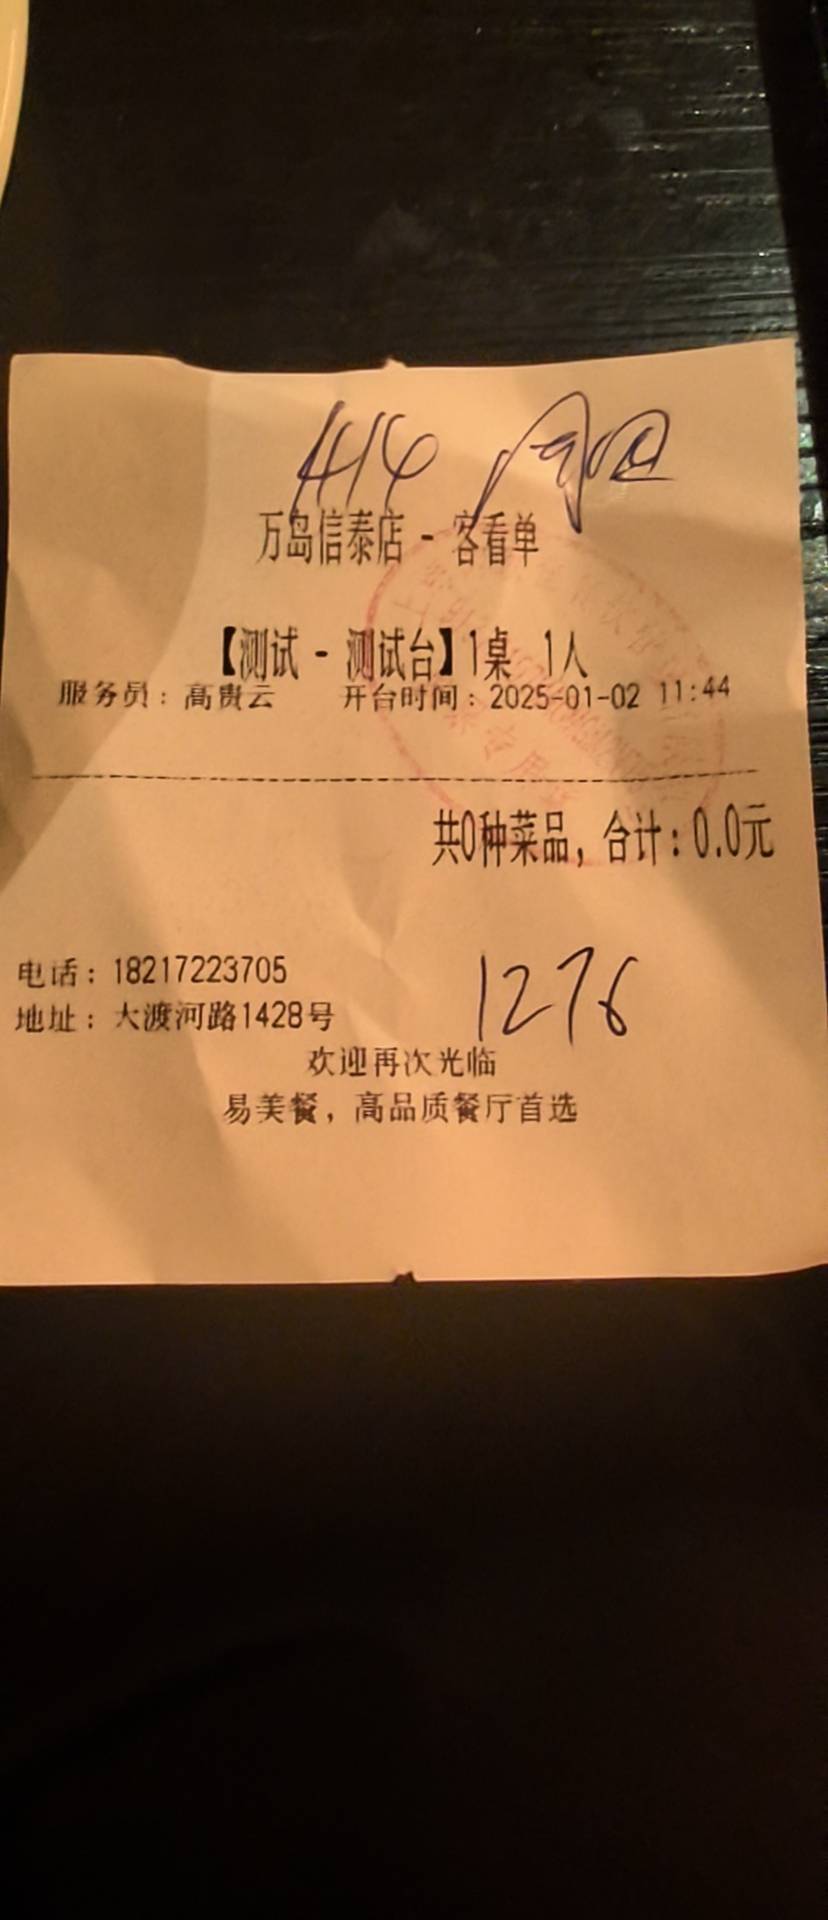 416
万岛信泰店 - 客看单
【测试 - 测试台】1桌 1人
服务员：高贵云 开台时间：2025-01-02 11:44
共0种菜品，合计：0.0元
电话：18217223705
1276
地址：大渡河路1428号
欢迎再次光临
易美餐，高品质餐厅首选